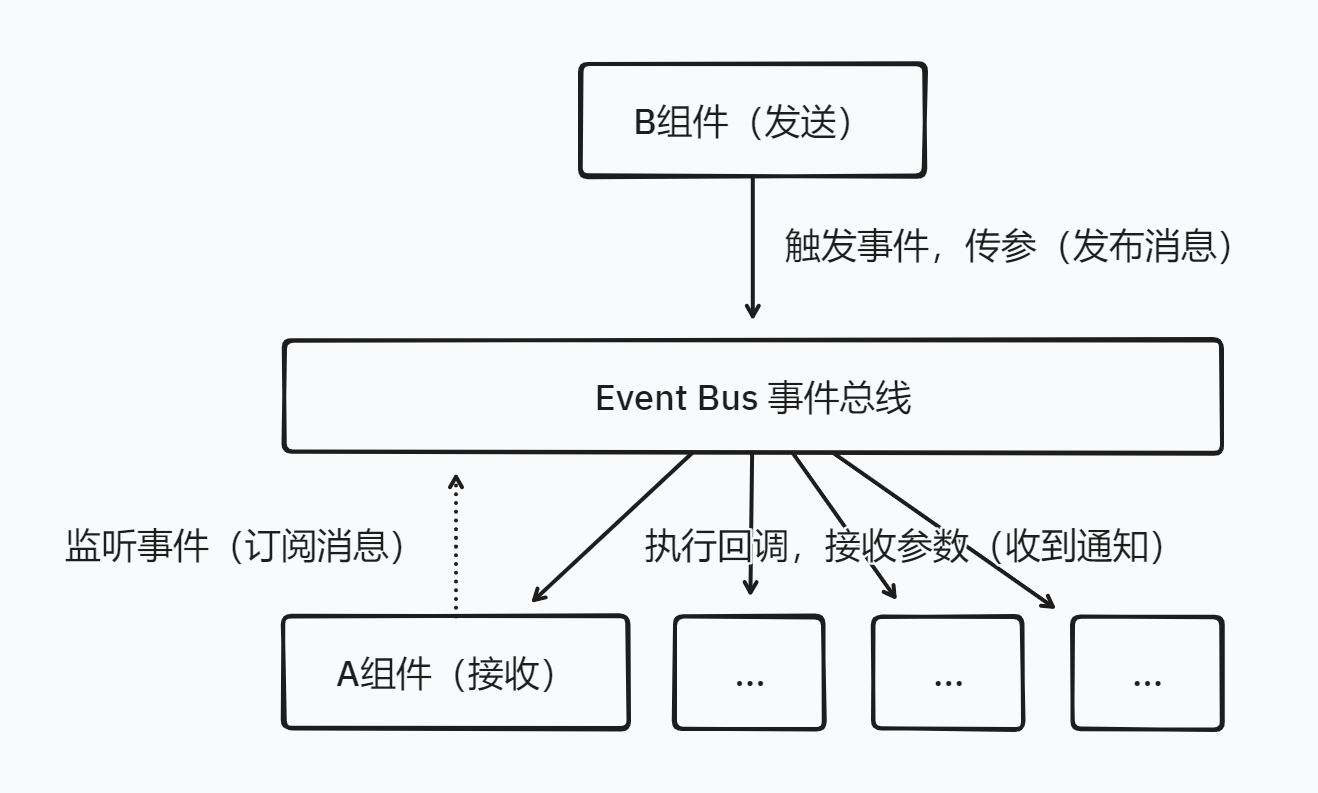 B组件（发送）
触发事件，传参（发布消息）
Event Bus 事件总线
监听事件（订阅消息）
执行回调，接收参数（收到通知）
A组件（接收）
...
...
...